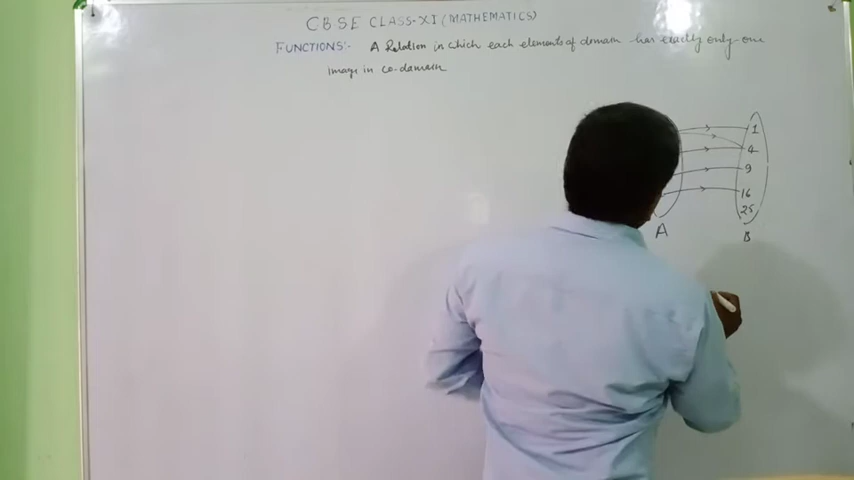 CBSE CLASS-XI (MATHEMATICS)
FUNCTIONS:- A Relation in which each elements of domain has exactly only one
image in co-domain
1
4
9
16
25
A B